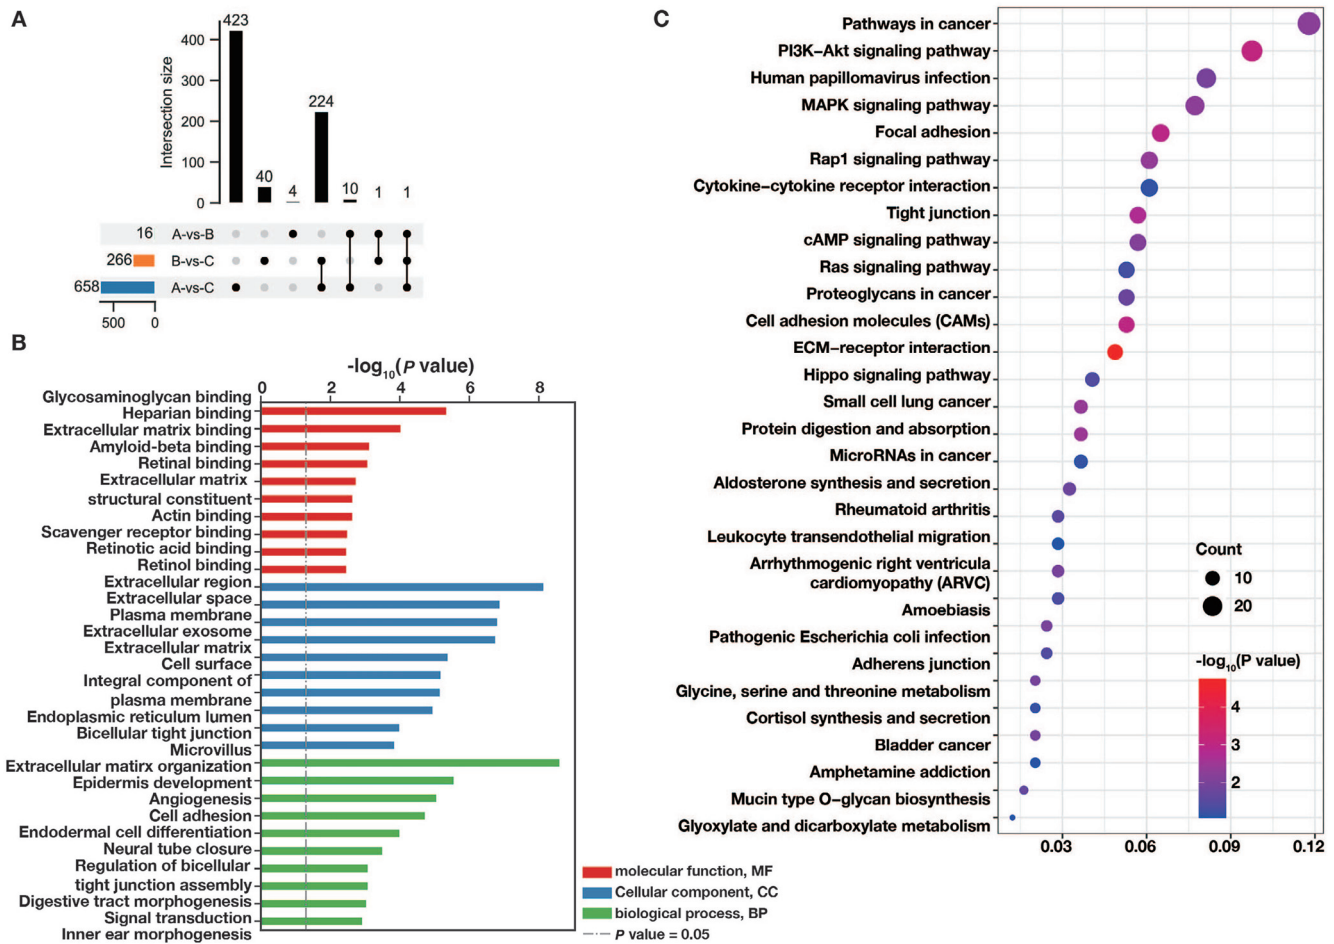 A
423
400
300
200
100
0
Intersection size
40
4
224
10
1
1
16
A-vs-B
266
B-vs-C
658
A-vs-C
500
0
B
-log10(P value)
0
2
4
6
8
Glycosaminoglycan binding
Heparian binding
Extracellular matrix binding
Amyloid-beta binding
Retinal binding
Extracellular matrix
structural constituent
Actin binding
Scavenger receptor binding
Retinotic acid binding
Retinol binding
Extracellular region
Extracellular space
Plasma membrane
Extracellular exosome
Extracellular matrix
Cell surface
Integral component of
plasma membrane
Endoplasmic reticulum lumen
Bicellular tight junction
Microvillus
Extracellular matirx organization
Epidermis development
Angiogenesis
Cell adhesion
Endodermal cell differentiation
Neural tube closure
Regulation of bicellular
tight junction assembly
Digestive tract morphogenesis
Signal transduction
Inner ear morphogenesis
molecular function, MF
Cellular component, CC
biological process, BP
P value = 0.05
C
Pathways in cancer
PI3K−Akt signaling pathway
Human papillomavirus infection
MAPK signaling pathway
Focal adhesion
Rap1 signaling pathway
Cytokine−cytokine receptor interaction
Tight junction
cAMP signaling pathway
Ras signaling pathway
Proteoglycans in cancer
Cell adhesion molecules (CAMs)
ECM−receptor interaction
Hippo signaling pathway
Small cell lung cancer
Protein digestion and absorption
MicroRNAs in cancer
Aldosterone synthesis and secretion
Rheumatoid arthritis
Leukocyte transendothelial migration
Arrhythmogenic right ventricula
cardiomyopathy (ARVC)
Amoebiasis
Pathogenic Escherichia coli infection
Adherens junction
Glycine, serine and threonine metabolism
Cortisol synthesis and secretion
Bladder cancer
Amphetamine addiction
Mucin type O−glycan biosynthesis
Glyoxylate and dicarboxylate metabolism
0.03
0.06
0.09
0.12
Count
10
20
-log10(P value)
4
3
2